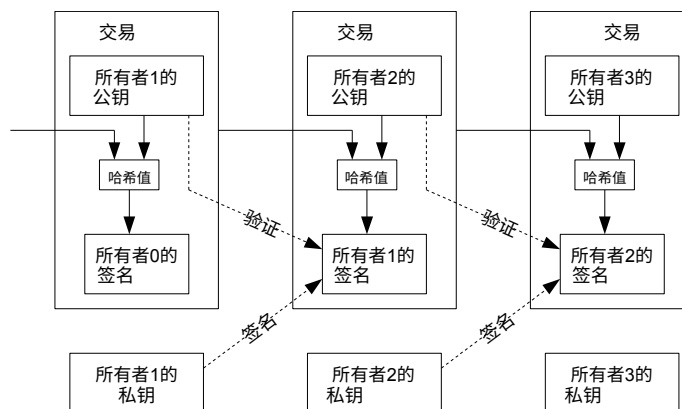 交易
交易
交易
所有者1的
公钥
所有者2的
公钥
所有者3的
公钥
哈希值
哈希值
哈希值
验证
验证
所有者0的
签名
所有者1的
签名
所有者2的
签名
签名
签名
所有者1的
私钥
所有者2的
私钥
所有者3的
私钥